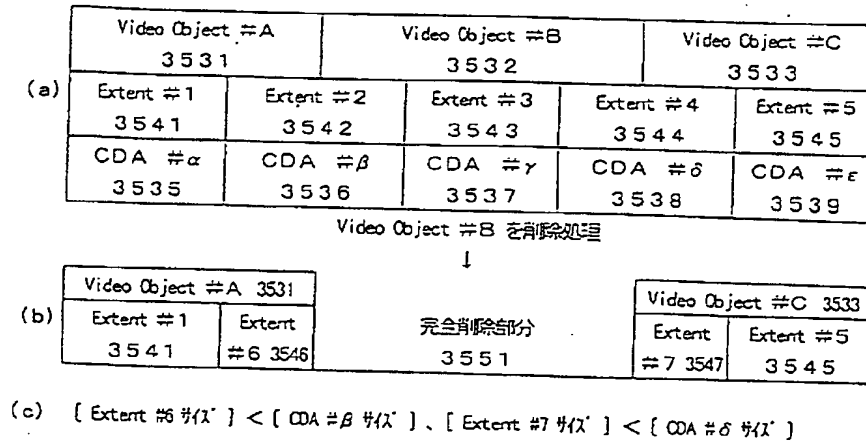 Video Object #A Video Object #B Video Object #C
3531 3532 3533
(a)
Extent #1 Extent #2 Extent #3 Extent #4 Extent #5
3541 3542 3543 3544 3545
CDA #α CDA #β CDA #γ CDA #δ CDA #ε
3535 3536 3537 3538 3539
Video Object #B を削除処理
↓
Video Object #A 3531 Video Object #C 3533
(b)
Extent #1 Extent 完全削除部分 Extent Extent #5
3541 #6 3546 3551 #7 3547 3545
(c) [ Extent #6 サイズ ] < [ CDA #β サイズ ]、[ Extent #7 サイズ ] < [ CDA #δ サイズ ]